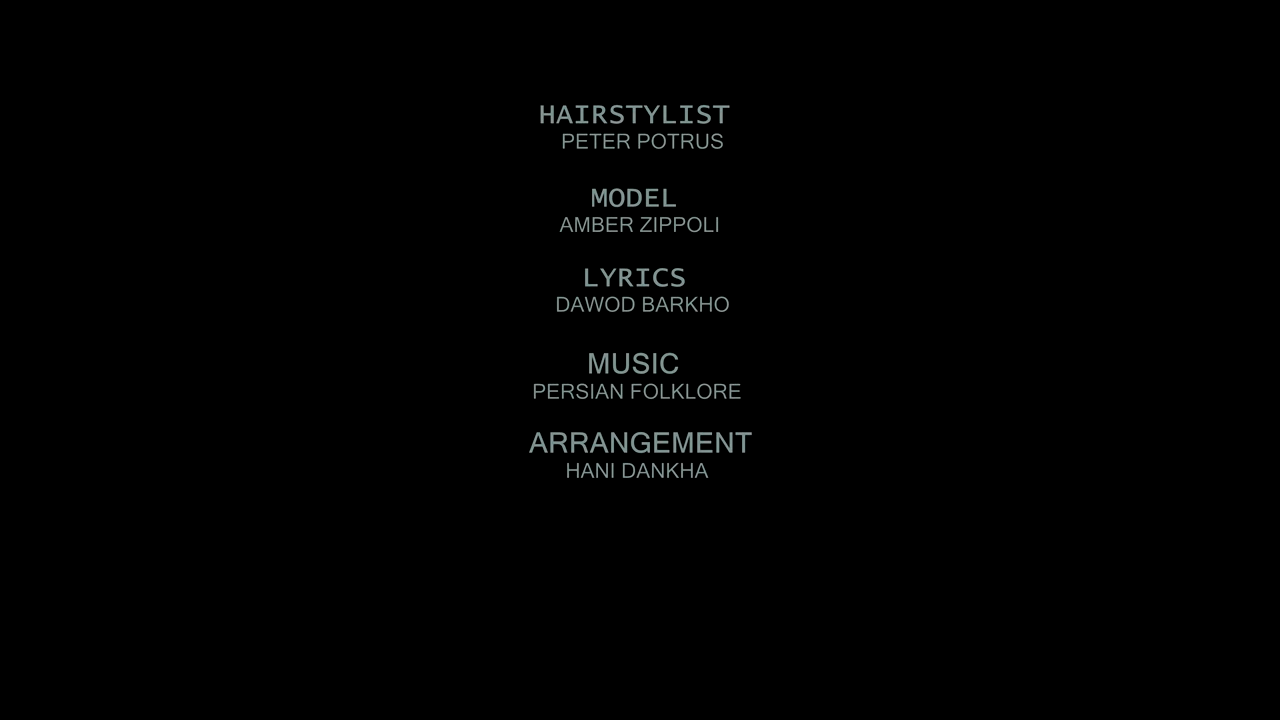 HAIRSTYLIST
PETER POTRUS
MODEL
AMBER ZIPPOLI
LYRICS
DAWOD BARKHO
MUSIC
PERSIAN FOLKLORE
ARRANGEMENT
HANI DANKHA